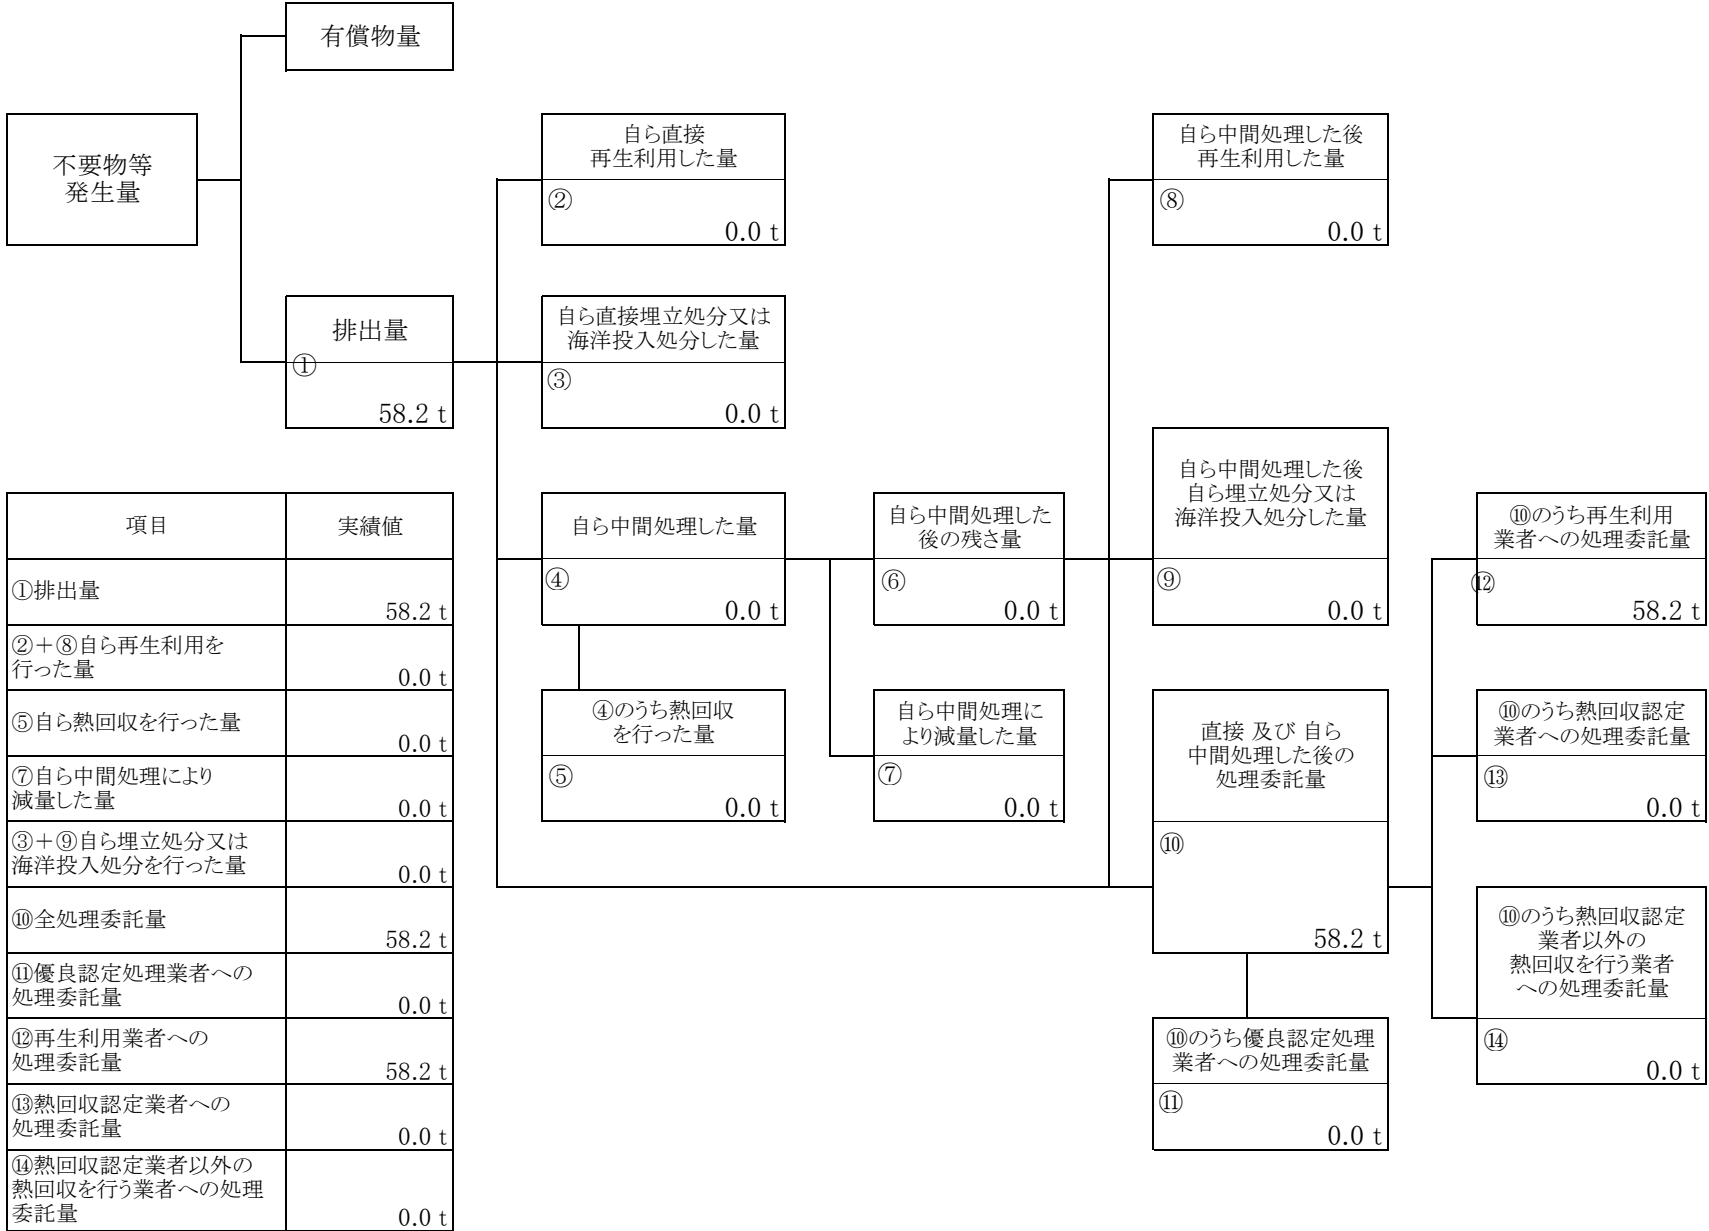 有償物量
不要物等
発生量
自ら直接
再生利用した量
②
0.0 t
自ら中間処理した後
再生利用した量
⑧
0.0 t
排出量
①
58.2 t
自ら直接埋立処分又は
海洋投入処分した量
③
0.0 t
自ら中間処理した量
④
0.0 t
自ら中間処理した
後の残さ量
⑥
0.0 t
自ら中間処理した後
自ら埋立処分又は
海洋投入処分した量
⑨
0.0 t
⑩のうち再生利用
業者への処理委託量
⑫
58.2 t
④のうち熱回収
を行った量
⑤
0.0 t
自ら中間処理に
より減量した量
⑦
0.0 t
直接 及び 自ら
中間処理した後の
処理委託量
⑩
58.2 t
⑩のうち熱回収認定
業者への処理委託量
⑬
0.0 t
⑩のうち熱回収認定
業者以外の
熱回収を行う業者
への処理委託量
⑭
0.0 t
⑩のうち優良認定処理
業者への処理委託量
⑪
0.0 t
項目 実績値
①排出量
58.2 t
②＋⑧自ら再生利用を
行った量
0.0 t
⑤自ら熱回収を行った量
0.0 t
⑦自ら中間処理により
減量した量
0.0 t
③＋⑨自ら埋立処分又は
海洋投入処分を行った量
0.0 t
⑩全処理委託量
58.2 t
⑪優良認定処理業者への
処理委託量
0.0 t
⑫再生利用業者への
処理委託量
58.2 t
⑬熱回収認定業者への
処理委託量
0.0 t
⑭熱回収認定業者以外の
熱回収を行う業者への処理
委託量
0.0 t